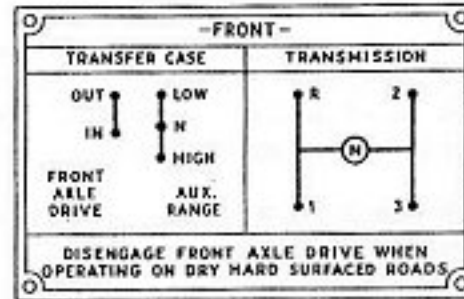 -FRONT-
TRANSFER CASE
TRANSMISSION
OUT
LOW
IN
N
HIGH
FRONT
AXLE
DRIVE
AUX.
RANGE
R
2
N
1
3
DISENGAGE FRONT AXLE DRIVE WHEN
OPERATING ON DRY HARD SURFACED ROADS